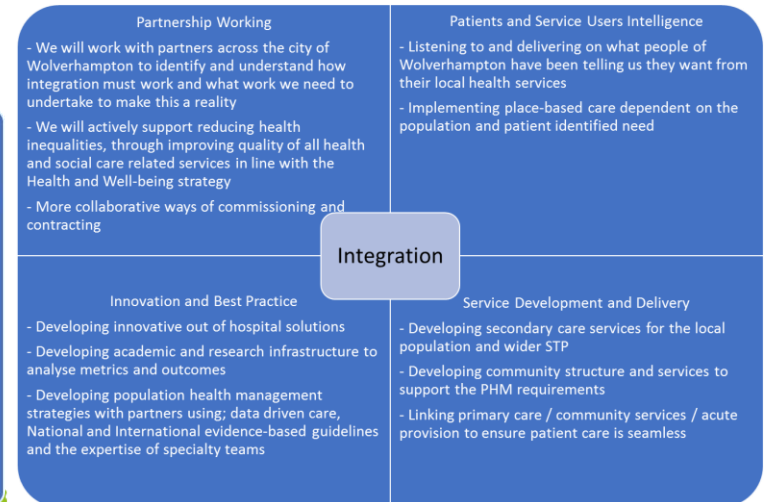 Partnership Working
- We will work with partners across the city of
Wolverhampton to identify and understand how
integration must work and what work we need to
undertake to make this a reality
- We will actively support reducing health
inequalities, through improving quality of all health
and social care related services in line with the
Health and Well-being strategy
- More collaborative ways of commissioning and
contracting
Patients and Service Users Intelligence
- Listening to and delivering on what people of
Wolverhampton have been telling us they want from
their local health services
- Implementing place-based care dependent on the
population and patient identified need
Integration
Innovation and Best Practice
- Developing innovative out of hospital solutions
- Developing academic and research infrastructure to
analyse metrics and outcomes
- Developing population health management
strategies with partners using; data driven care,
National and International evidence-based guidelines
and the expertise of specialty teams
Service Development and Delivery
- Developing secondary care services for the local
population and wider STP
- Developing community structure and services to
support the PHM requirements
- Linking primary care / community services / acute
provision to ensure patient care is seamless